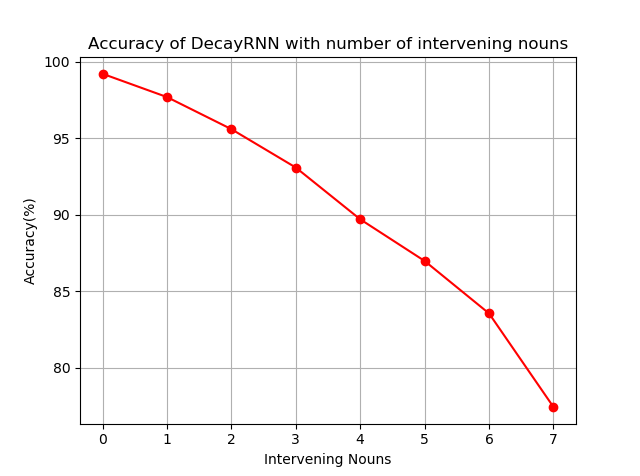 Accuracy of DecayRNN with number of intervening nouns
100
95
90
85
80
Accuracy(%)
0 1 2 3 4 5 6 7
Intervening Nouns